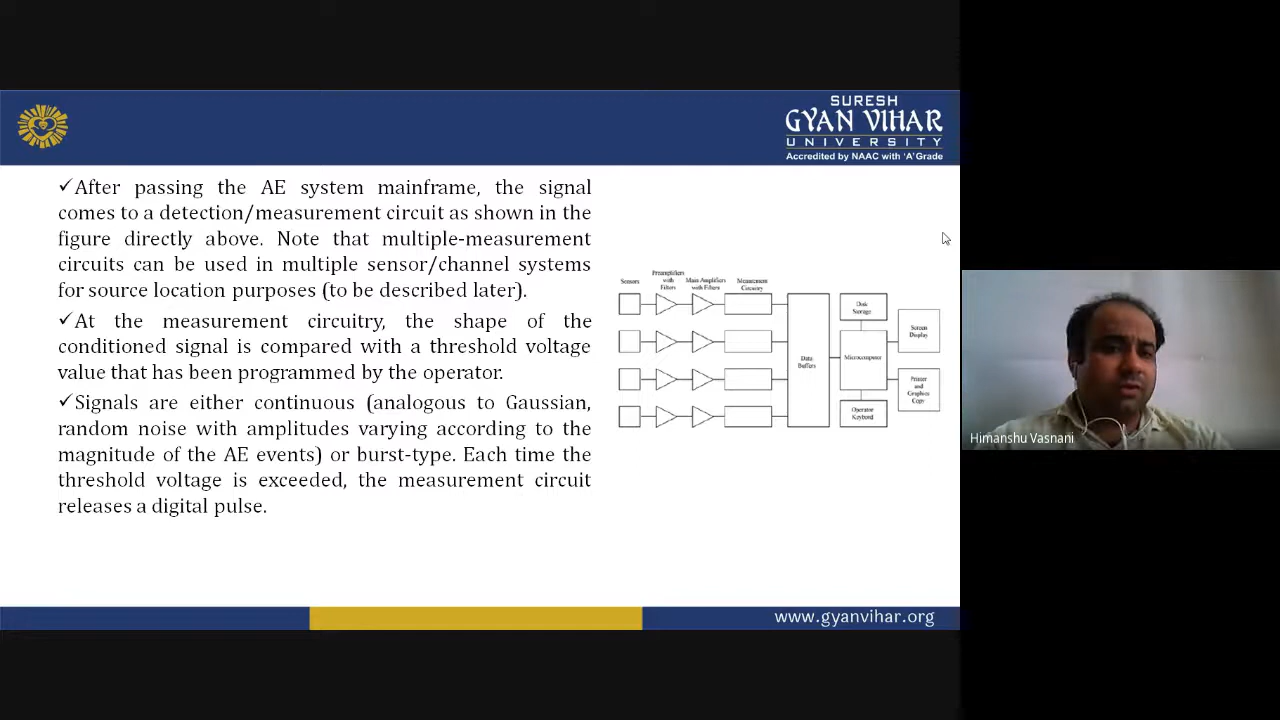 SURESH
GYAN VIHAR
UNIVERSITY
Accredited by NAAC with 'A' Grade
✓After passing the AE system mainframe, the signal
comes to a detection/measurement circuit as shown in the
figure directly above. Note that multiple-measurement
circuits can be used in multiple sensor/channel systems
for source location purposes (to be described later).
✓At the measurement circuitry, the shape of the
conditioned signal is compared with a threshold voltage
value that has been programmed by the operator.
✓Signals are either continuous (analogous to Gaussian,
random noise with amplitudes varying according to the
magnitude of the AE events) or burst-type. Each time the
threshold voltage is exceeded, the measurement circuit
releases a digital pulse.
Sensors
Preamplifiers
with
Filters
Main Amplifiers
with Filters
Measurement
Circuitry
Data
Buffers
Disk
Storage
Microcomputer
Operator
Keybord
Screen
Display
Printer
and
Graphics
Copy
Himanshu Vasnani
www.gyanvihar.org